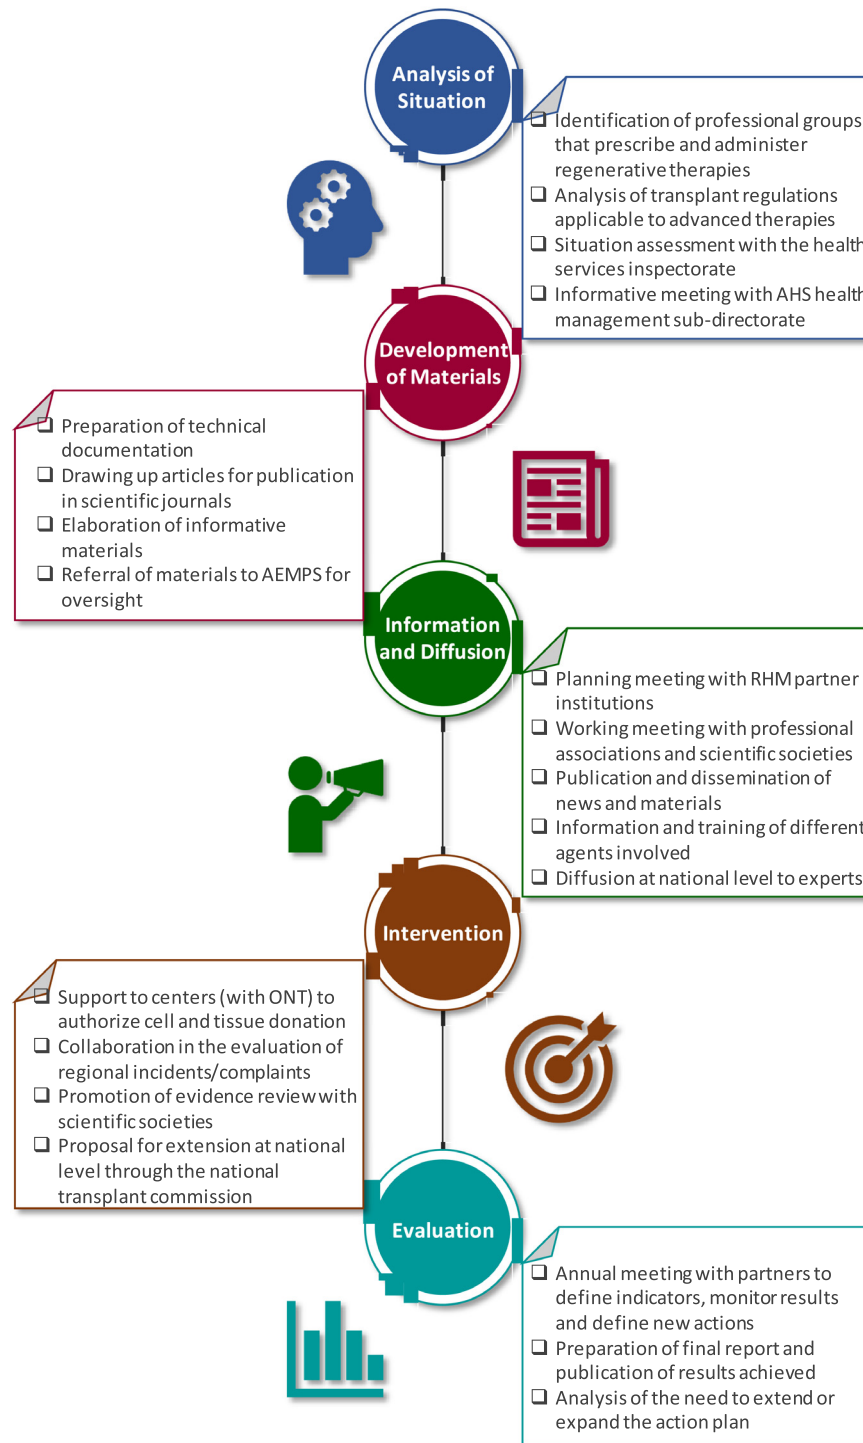 Analysis of
Situation
❑ Identification of professional groups
that prescribe and administer
regenerative therapies
❑ Analysis of transplant regulations
applicable to advanced therapies
❑ Situation assessment with the health
services inspectorate
❑ Informative meeting with AHS health
management sub-directorate
Development
of Materials
❑ Preparation of technical
documentation
❑ Drawing up articles for publication
in scientific journals
❑ Elaboration of informative
materials
❑ Referral of materials to AEMPS for
oversight
Information
and Diffusion
❑ Planning meeting with RHM partner
institutions
❑ Working meeting with professional
associations and scientific societies
❑ Publication and dissemination of
news and materials
❑ Information and training of different
agents involved
❑ Diffusion at national level to experts
Intervention
❑ Support to centers (with ONT) to
authorize cell and tissue donation
❑ Collaboration in the evaluation of
regional incidents/complaints
❑ Promotion of evidence review with
scientific societies
❑ Proposal for extension at national
level through the national
transplant commission
Evaluation
❑ Annual meeting with partners to
define indicators, monitor results
and define new actions
❑ Preparation of final report and
publication of results achieved
❑ Analysis of the need to extend or
expand the action plan